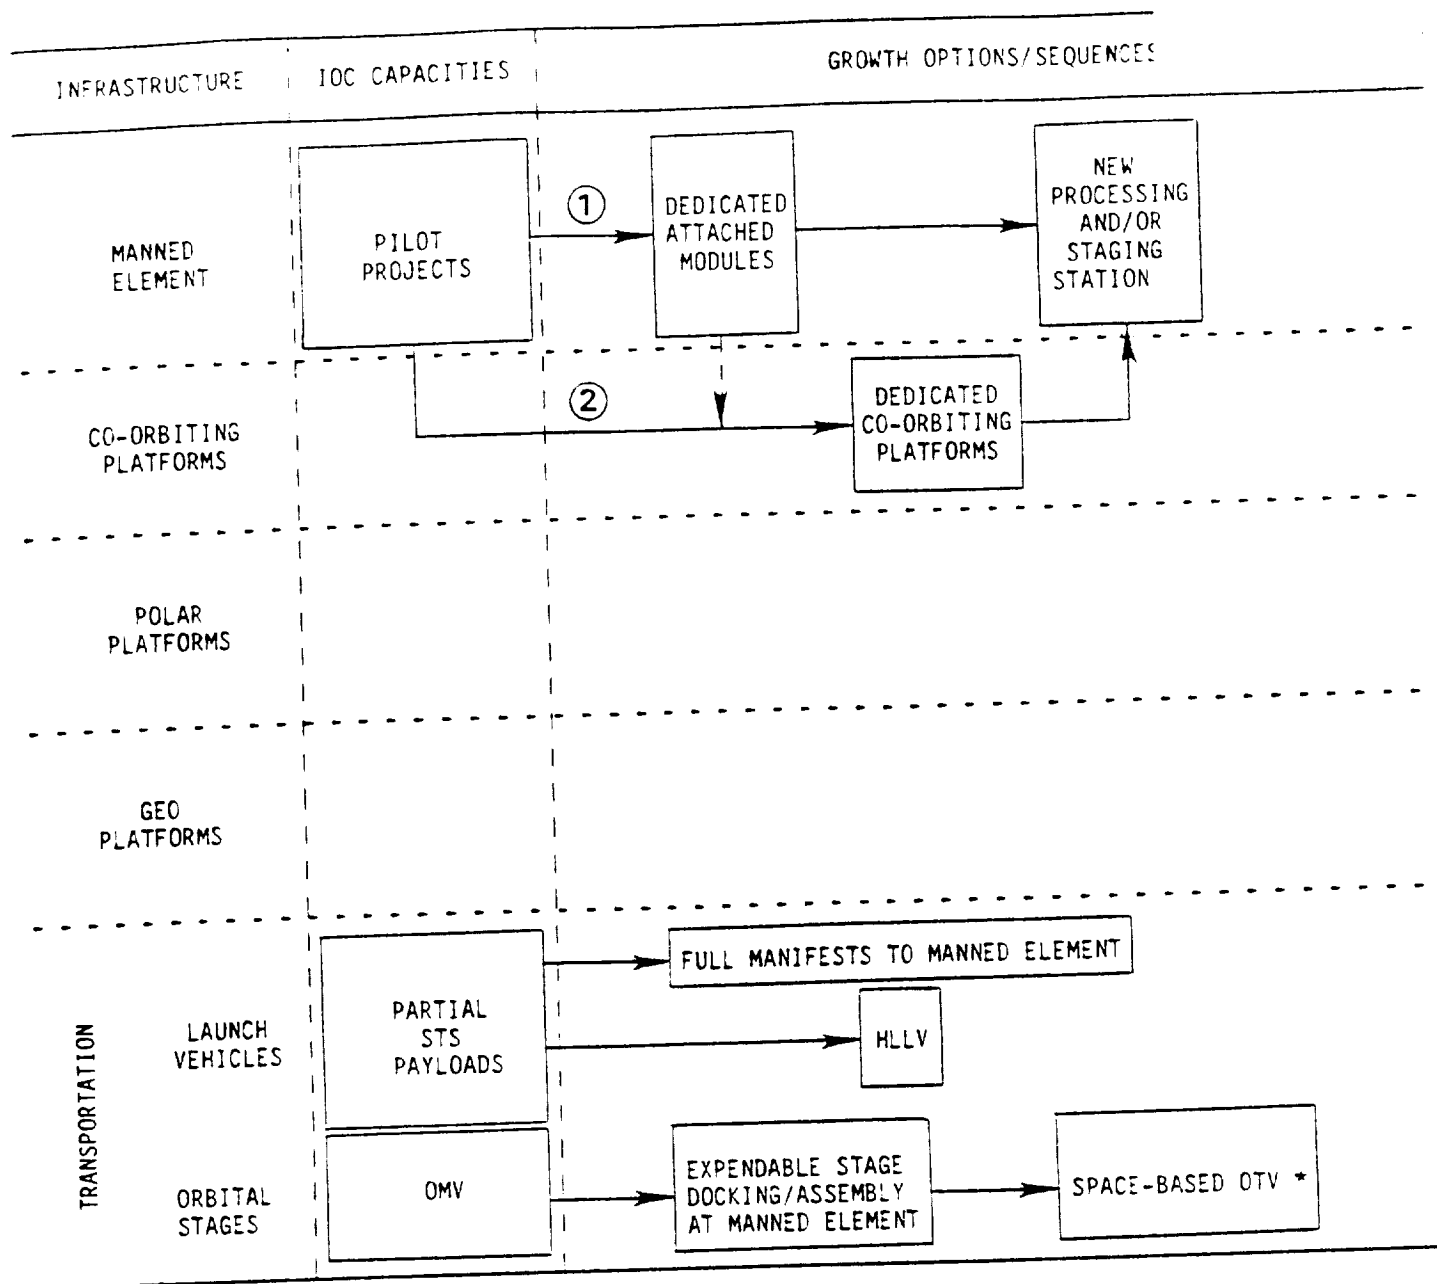 INFRASTRUCTURE
IOC CAPACITIES
GROWTH OPTIONS/SEQUENCES
MANNED
ELEMENT
PILOT
PROJECTS
①
DEDICATED
ATTACHED
MODULES
NEW
PROCESSING
AND/OR
STAGING
STATION
CO-ORBITING
PLATFORMS
②
DEDICATED
CO-ORBITING
PLATFORMS
POLAR
PLATFORMS
GEO
PLATFORMS
TRANSPORTATION
LAUNCH
VEHICLES
PARTIAL
STS
PAYLOADS
FULL MANIFESTS TO MANNED ELEMENT
HLLV
ORBITAL
STAGES
OMV
EXPENDABLE STAGE
DOCKING/ASSEMBLY
AT MANNED ELEMENT
SPACE-BASED OTV *